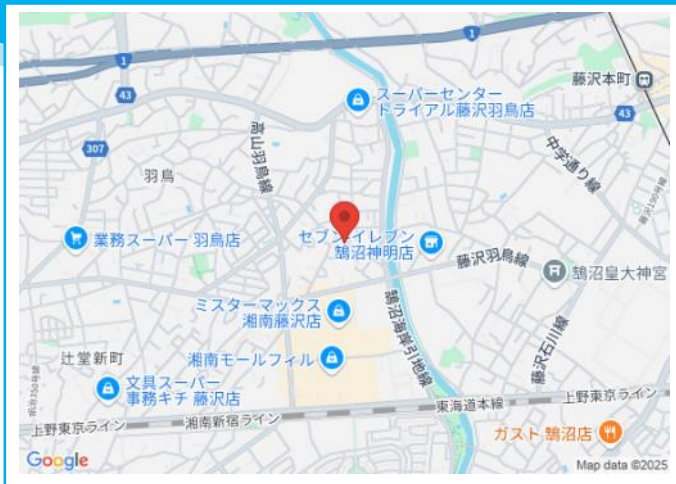 1
1
藤沢本町
43
スーパーセンター
トライアル藤沢羽鳥店
43
高山羽鳥線
中学通り線
307
羽鳥
藤沢190号線
業務スーパー 羽鳥店
セブン-イレブン
鵠沼神明店
藤沢羽鳥線
鵠沼皇大神宮
ミスターマックス
湘南藤沢店
鵠沼海岸引地線
藤沢石川線
辻堂新町
湘南モールフィル
文具スーパー
事務キチ 藤沢店
東海道本線
上野東京ライン
湘南新宿ライン
上野東京ライン
ガスト 鵠沼店
Google
Map data ©2025